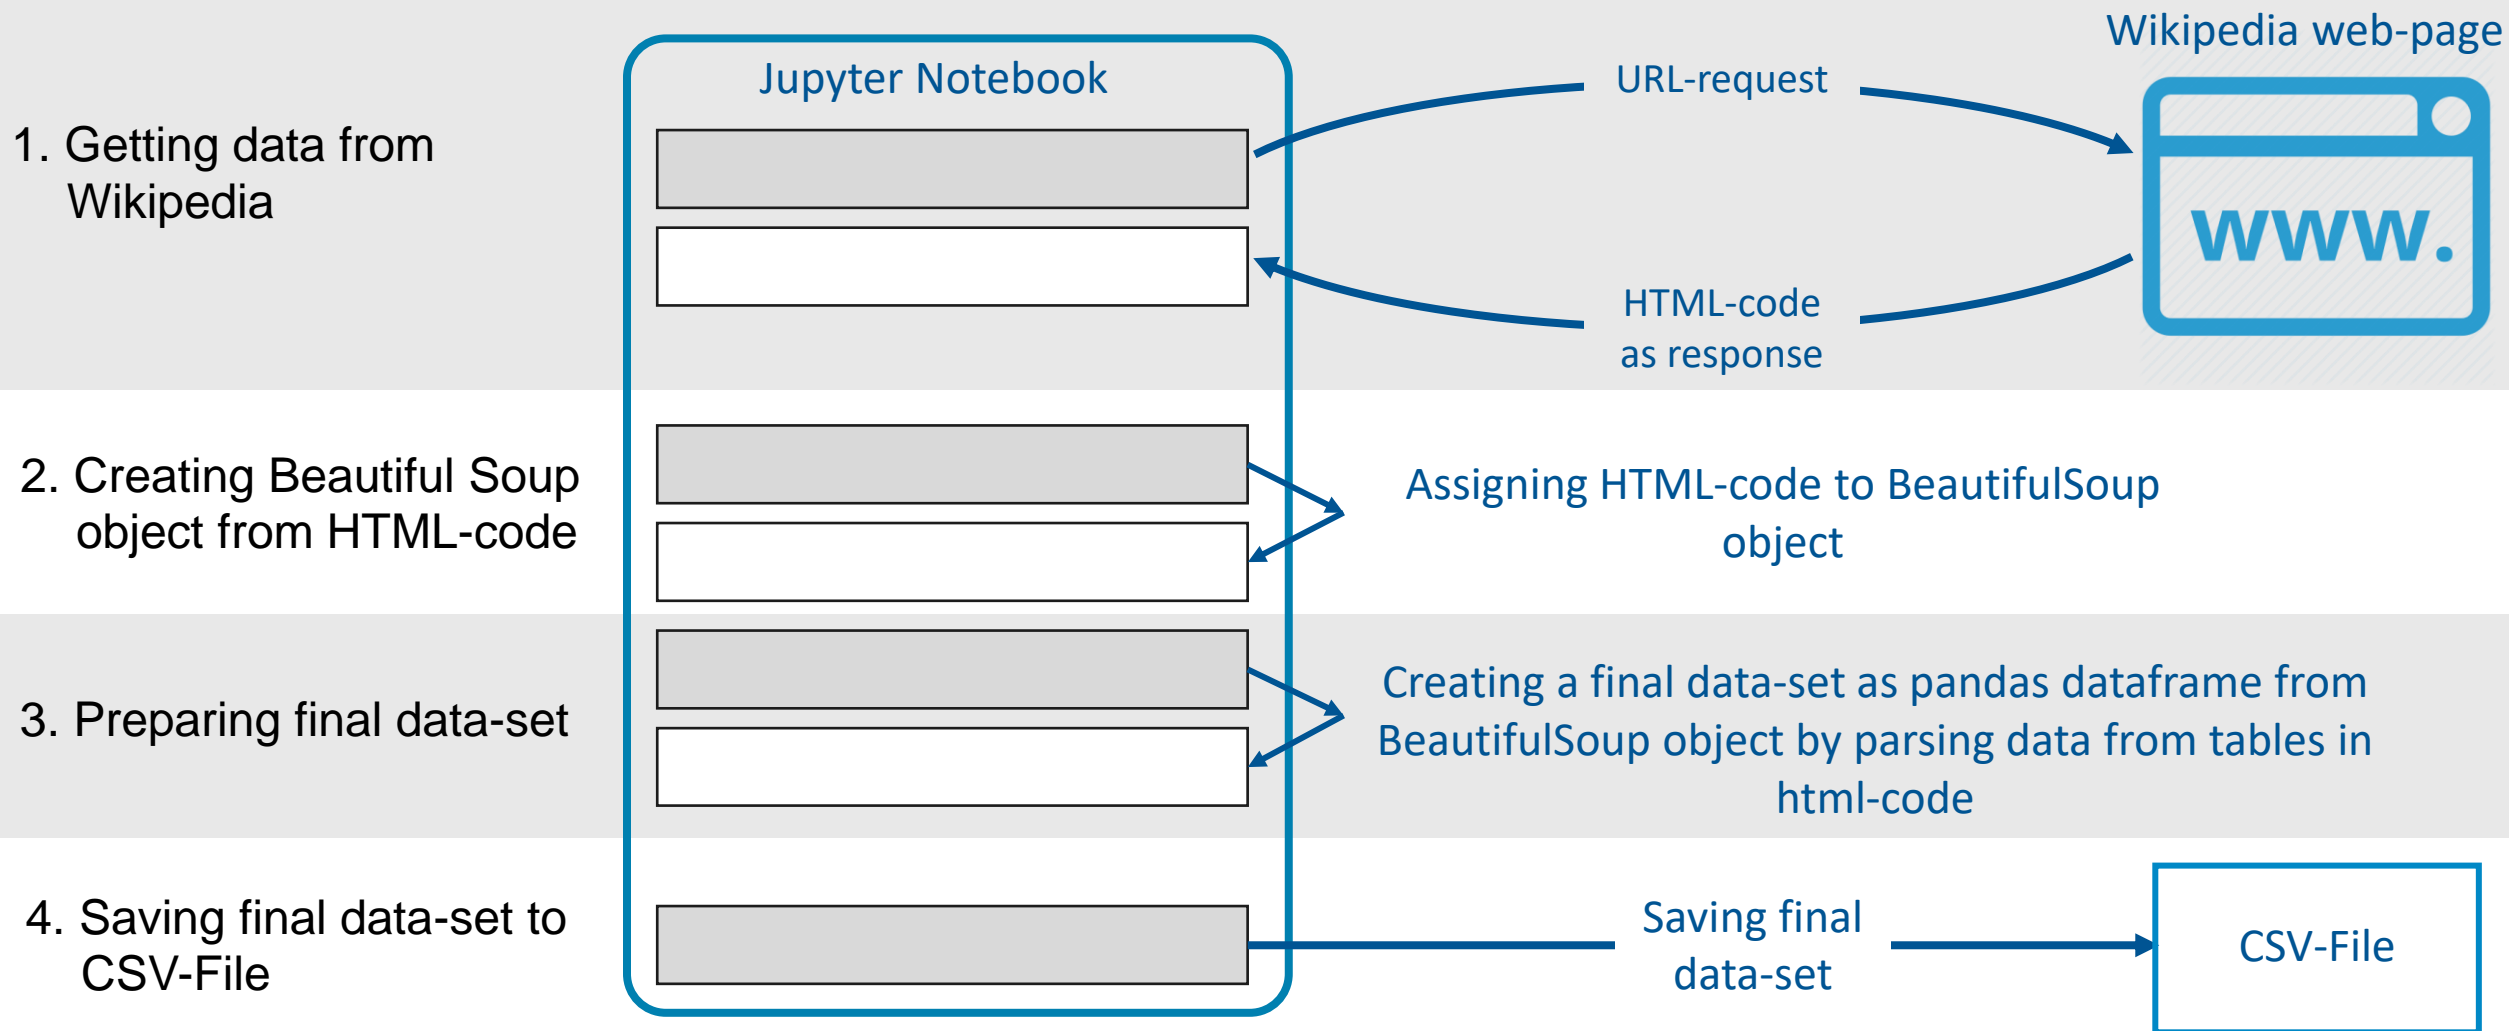 Wikipedia web-page
Jupyter Notebook
URL-request
1. Getting data from
Wikipedia
www.
HTML-code
as response
2. Creating Beautiful Soup
object from HTML-code
Assigning HTML-code to BeautifulSoup
object
3. Preparing final data-set
Creating a final data-set as pandas dataframe from
BeautifulSoup object by parsing data from tables in
html-code
4. Saving final data-set to
CSV-File
Saving final
data-set
CSV-File